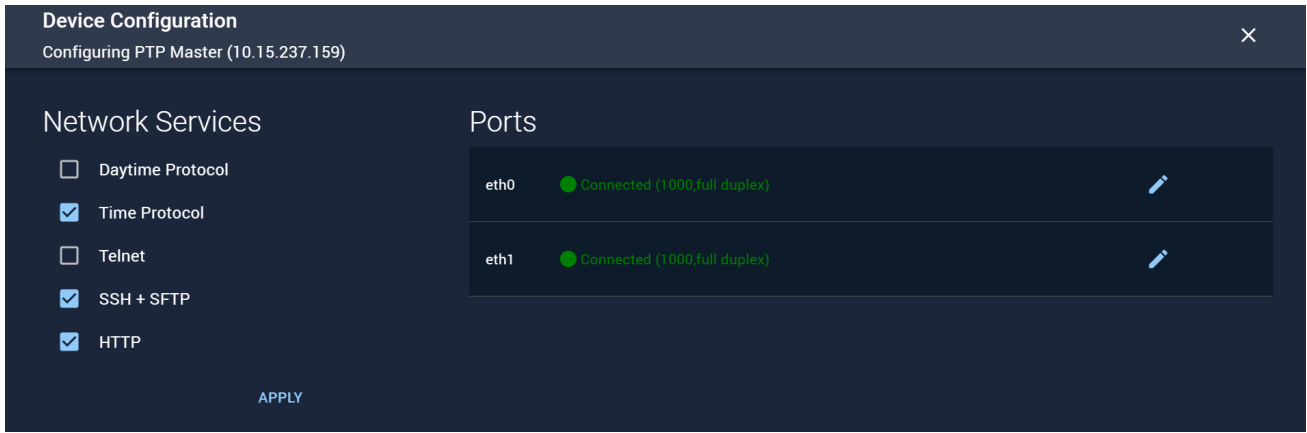 Device Configuration
Configuring PTP Master (10.15.237.159)
Network Services
Daytime Protocol
Time Protocol
Telnet
SSH + SFTP
HTTP
APPLY
Ports
eth0 Connected (1000,full duplex)
eth1 Connected (1000,full duplex)